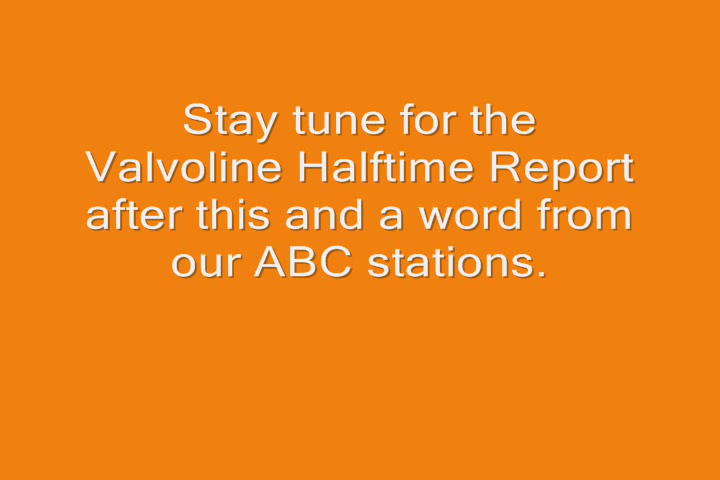 Stay tune for the
Valvoline Halftime Report
after this and a word from
our ABC stations.